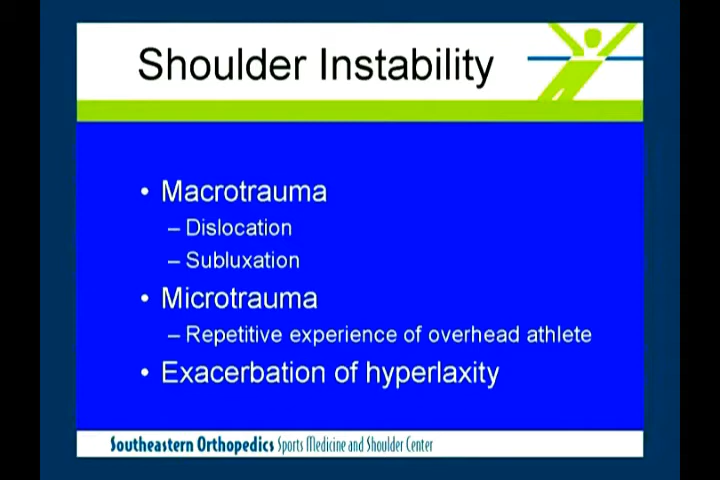 Shoulder Instability
• Macrotrauma
– Dislocation
– Subluxation
• Microtrauma
– Repetitive experience of overhead athlete
• Exacerbation of hyperlaxity
Southeastern Orthopedics Sports Medicine and Shoulder Center